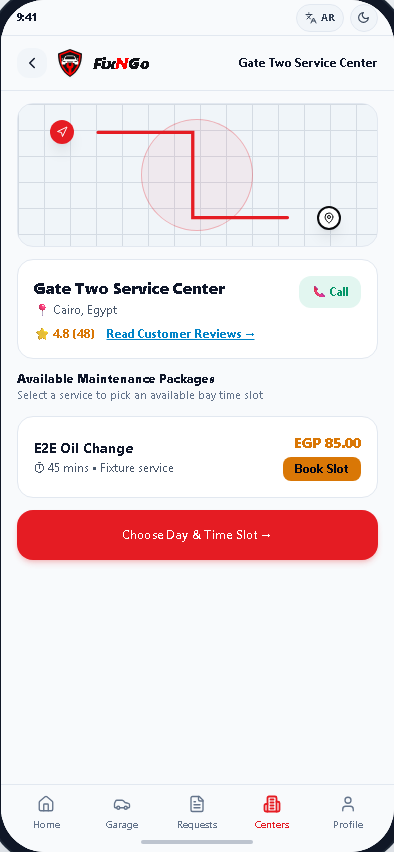 9:41
AR
FixNGo
Gate Two Service Center
Gate Two Service Center
Call
Cairo, Egypt
4.8 (48) Read Customer Reviews →
Available Maintenance Packages
Select a service to pick an available bay time slot
E2E Oil Change
EGP 85.00
45 mins • Fixture service
Book Slot
Choose Day & Time Slot →
Home
Garage
Requests
Centers
Profile